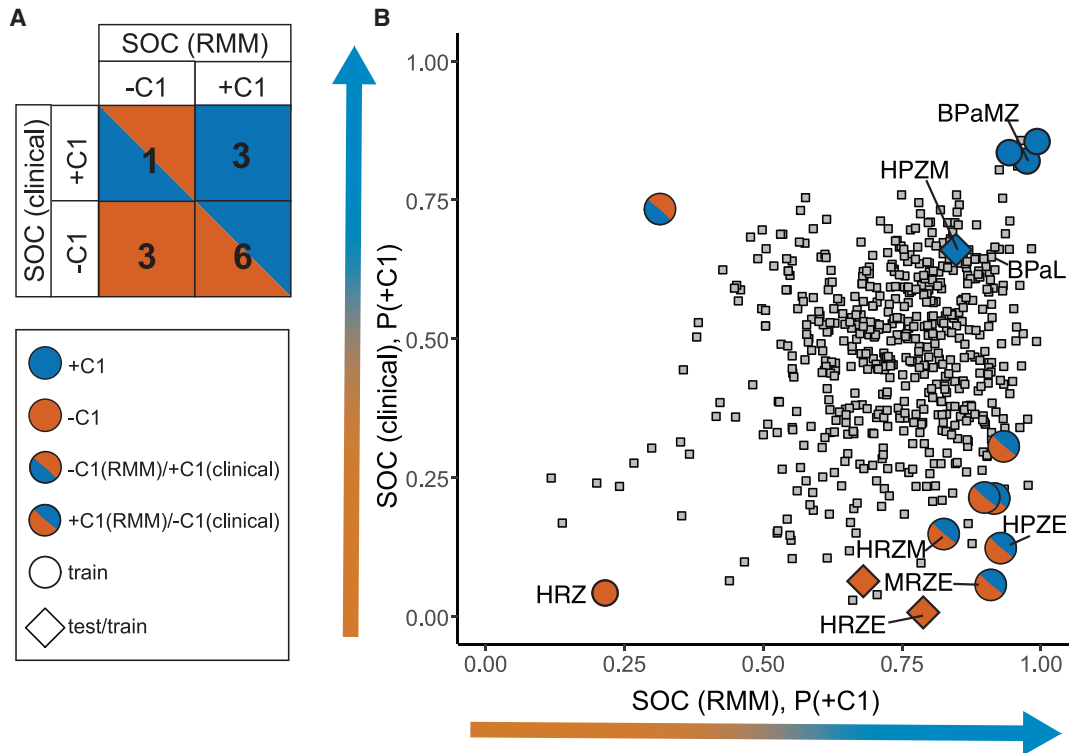 A
SOC (RMM)
-C1 +C1
SOC (clinical)
+C1
-C1
1 3
3 6
+C1
-C1
-C1(RMM)/+C1(clinical)
+C1(RMM)/-C1(clinical)
train
test/train
B
SOC (clinical), P(+C1)
1.00
0.75
0.50
0.25
0.00
BPaMZ
HPZM
BPaL
HPZE
HRZM
MRZE
HRZ
HRZE
0.00 0.25 0.50 0.75 1.00
SOC (RMM), P(+C1)